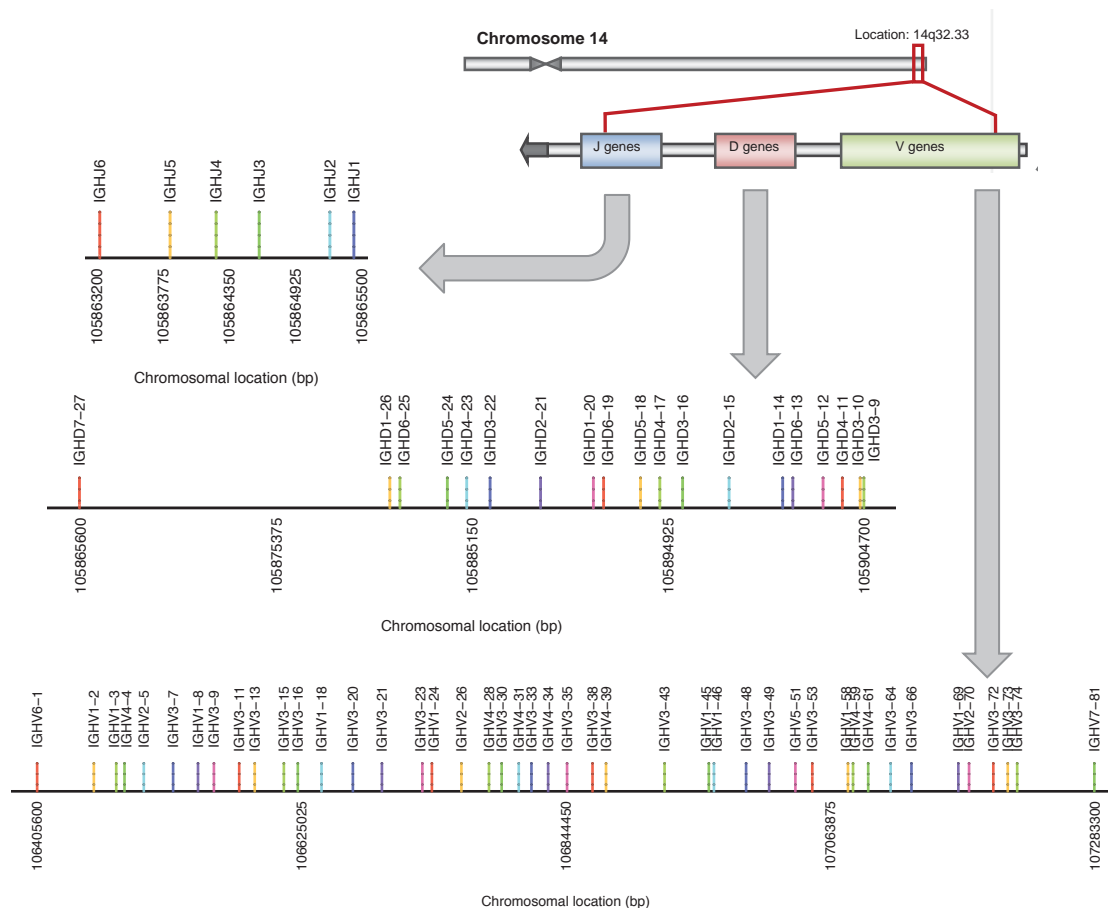 Chromosome 14
Location: 14q32.33
J genes
D genes
V genes
IGHJ6
IGHJ5
IGHJ4
IGHJ3
IGHJ2
IGHJ1
105863200
105863775
105864350
105864925
105865500
Chromosomal location (bp)
IGHD7–27
IGHD1–26
IGHD6–25
IGHD5–24
IGHD4–23
IGHD3–22
IGHD2–21
IGHD1–20
IGHD6–19
IGHD5–18
IGHD4–17
IGHD3–16
IGHD2–15
IGHD1–14
IGHD6–13
IGHD5–12
IGHD4–11
IGHD3–10
IGHD3–9
105865600
105875375
105885150
105894925
105904700
Chromosomal location (bp)
IGHV6–1
IGHV1–2
IGHV1–3
IGHV4–4
IGHV2–5
IGHV3–7
IGHV1–8
IGHV3–9
IGHV3–11
IGHV3–13
IGHV3–15
IGHV3–16
IGHV1–18
IGHV3–20
IGHV3–21
IGHV3–23
IGHV1–24
IGHV2–26
IGHV4–28
IGHV3–30
IGHV4–31
IGHV3–33
IGHV4–34
IGHV3–35
IGHV3–38
IGHV4–39
IGHV3–43
IGHV1–45
IGHV1–46
IGHV3–48
IGHV3–49
IGHV5–51
IGHV3–53
IGHV1–58
IGHV4–59
IGHV4–61
IGHV3–64
IGHV3–66
IGHV1–69
IGHV2–70
IGHV3–72
IGHV3–73
IGHV3–74
IGHV7–81
106405600
106625025
106844450
107063875
107283300
Chromosomal location (bp)